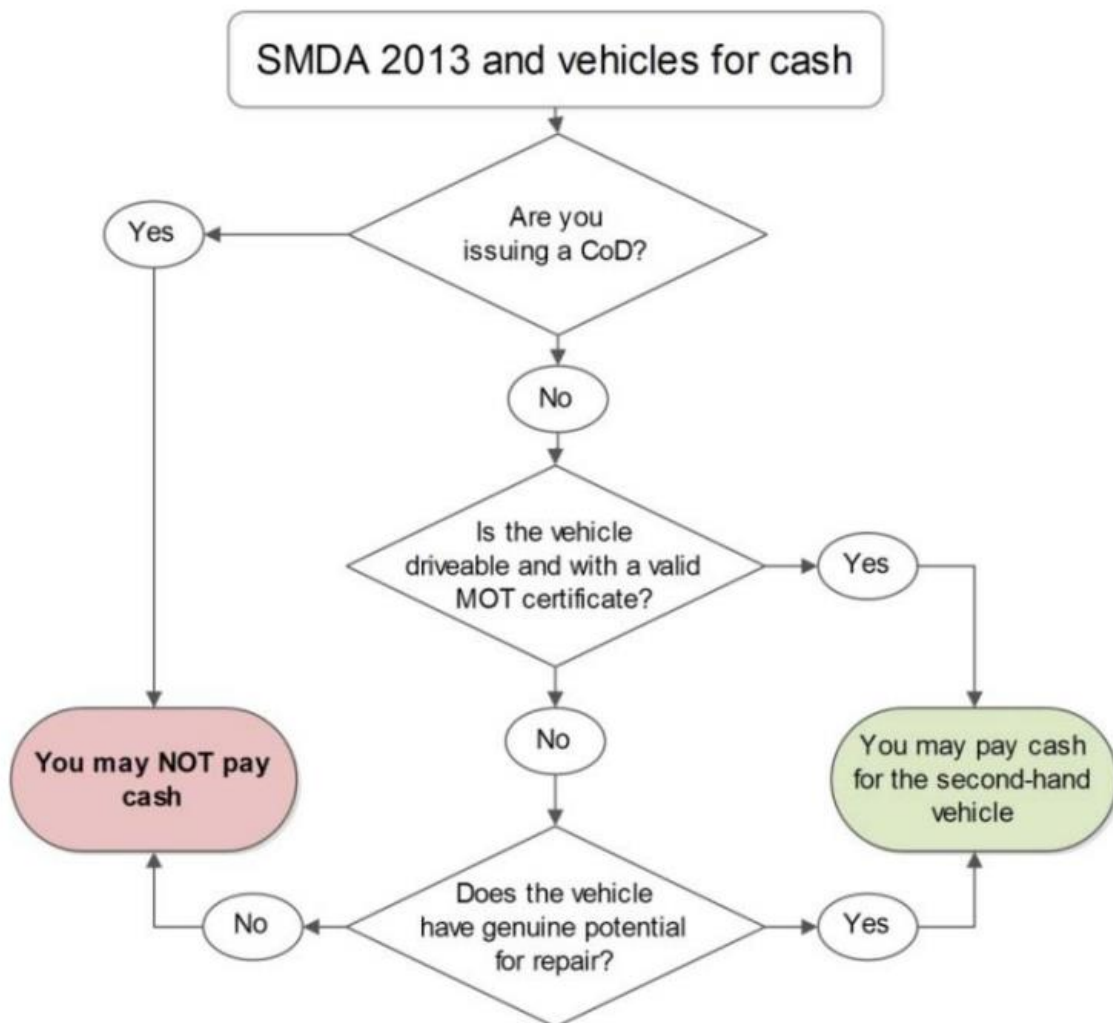 SMDA 2013 and vehicles for cash
Are you
issuing a CoD?
Yes
No
Is the vehicle
driveable and with a valid
MOT certificate?
Yes
No
You may NOT pay
cash
You may pay cash
for the second-hand
vehicle
Does the vehicle
have genuine potential
for repair?
No
Yes